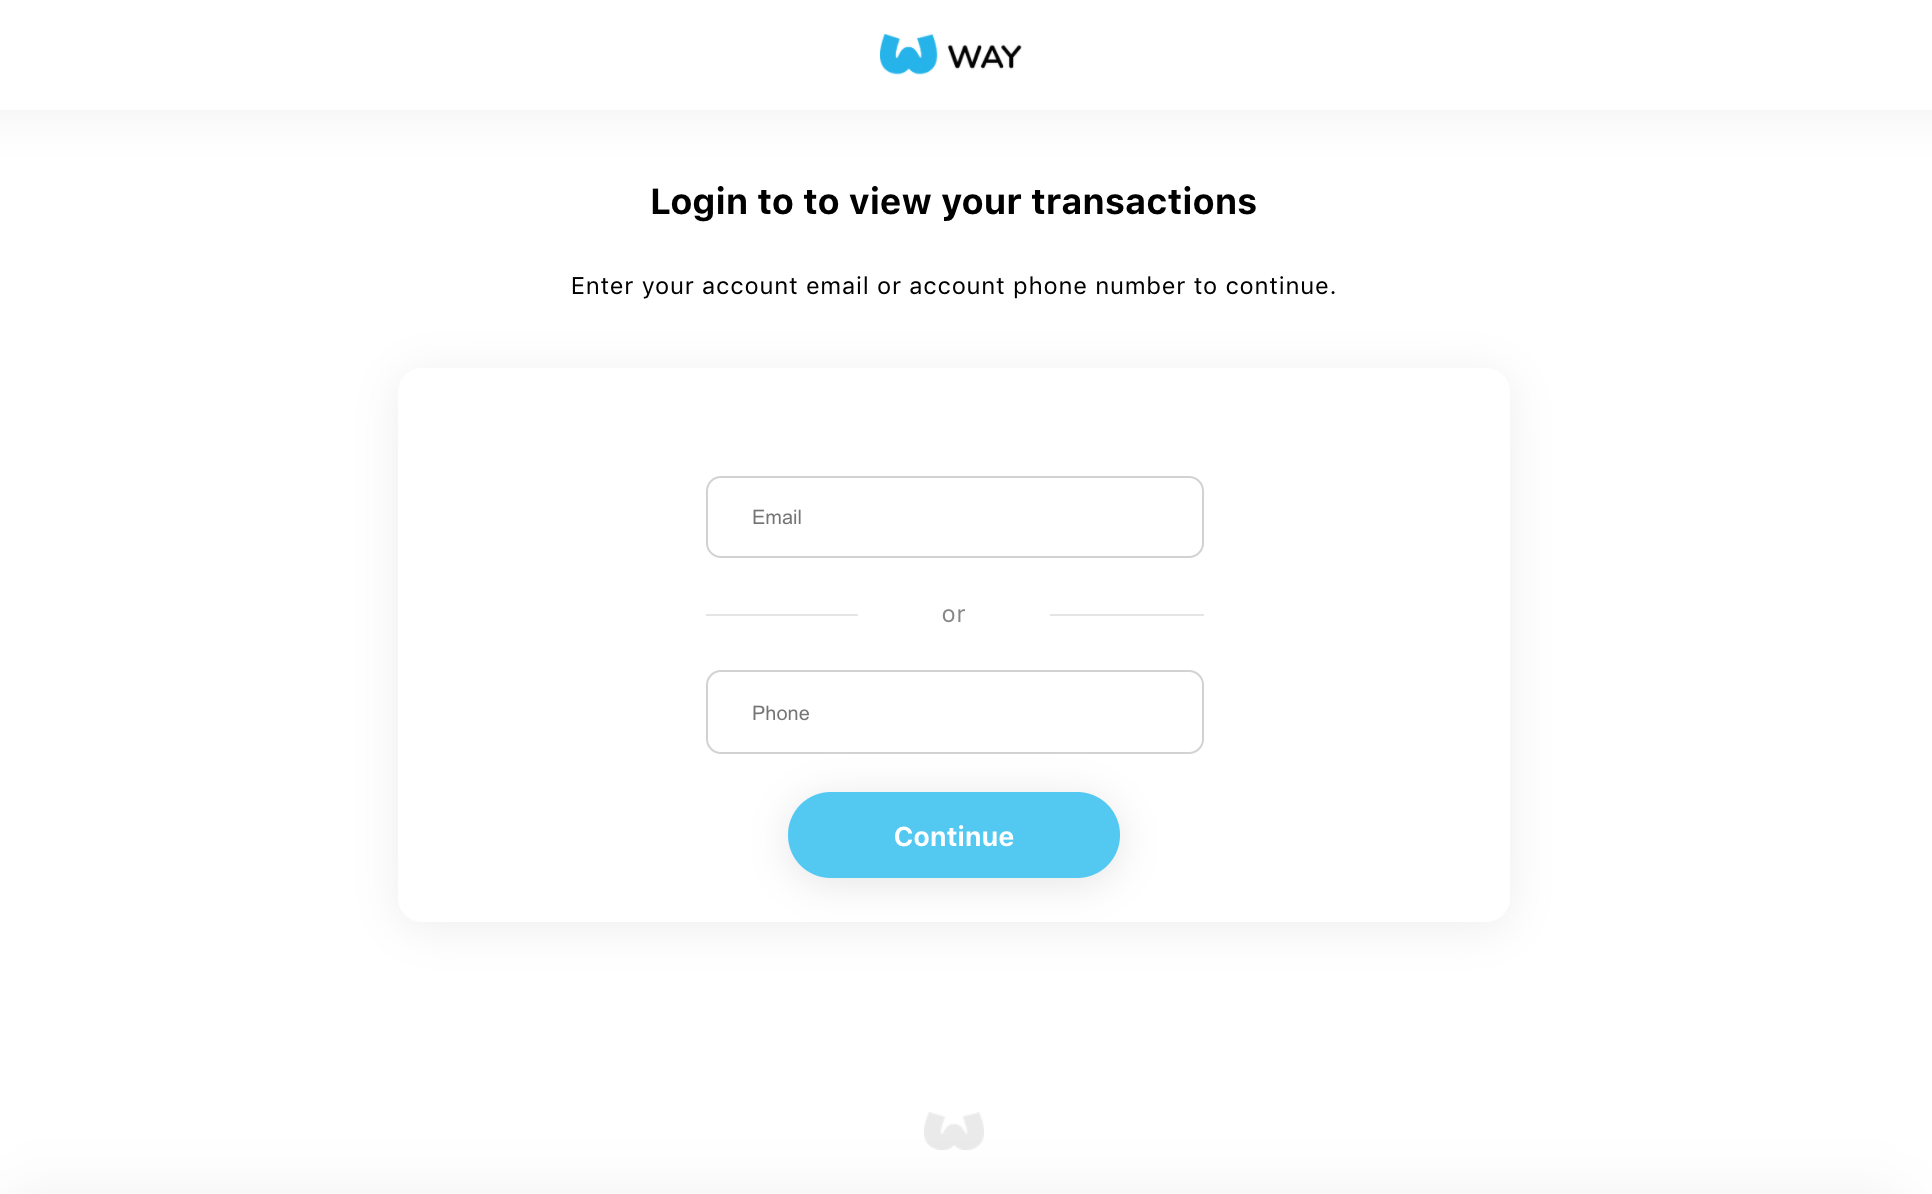 WAY
Login to to view your transactions
Enter your account email or account phone number to continue.
Email
or
Phone
Continue